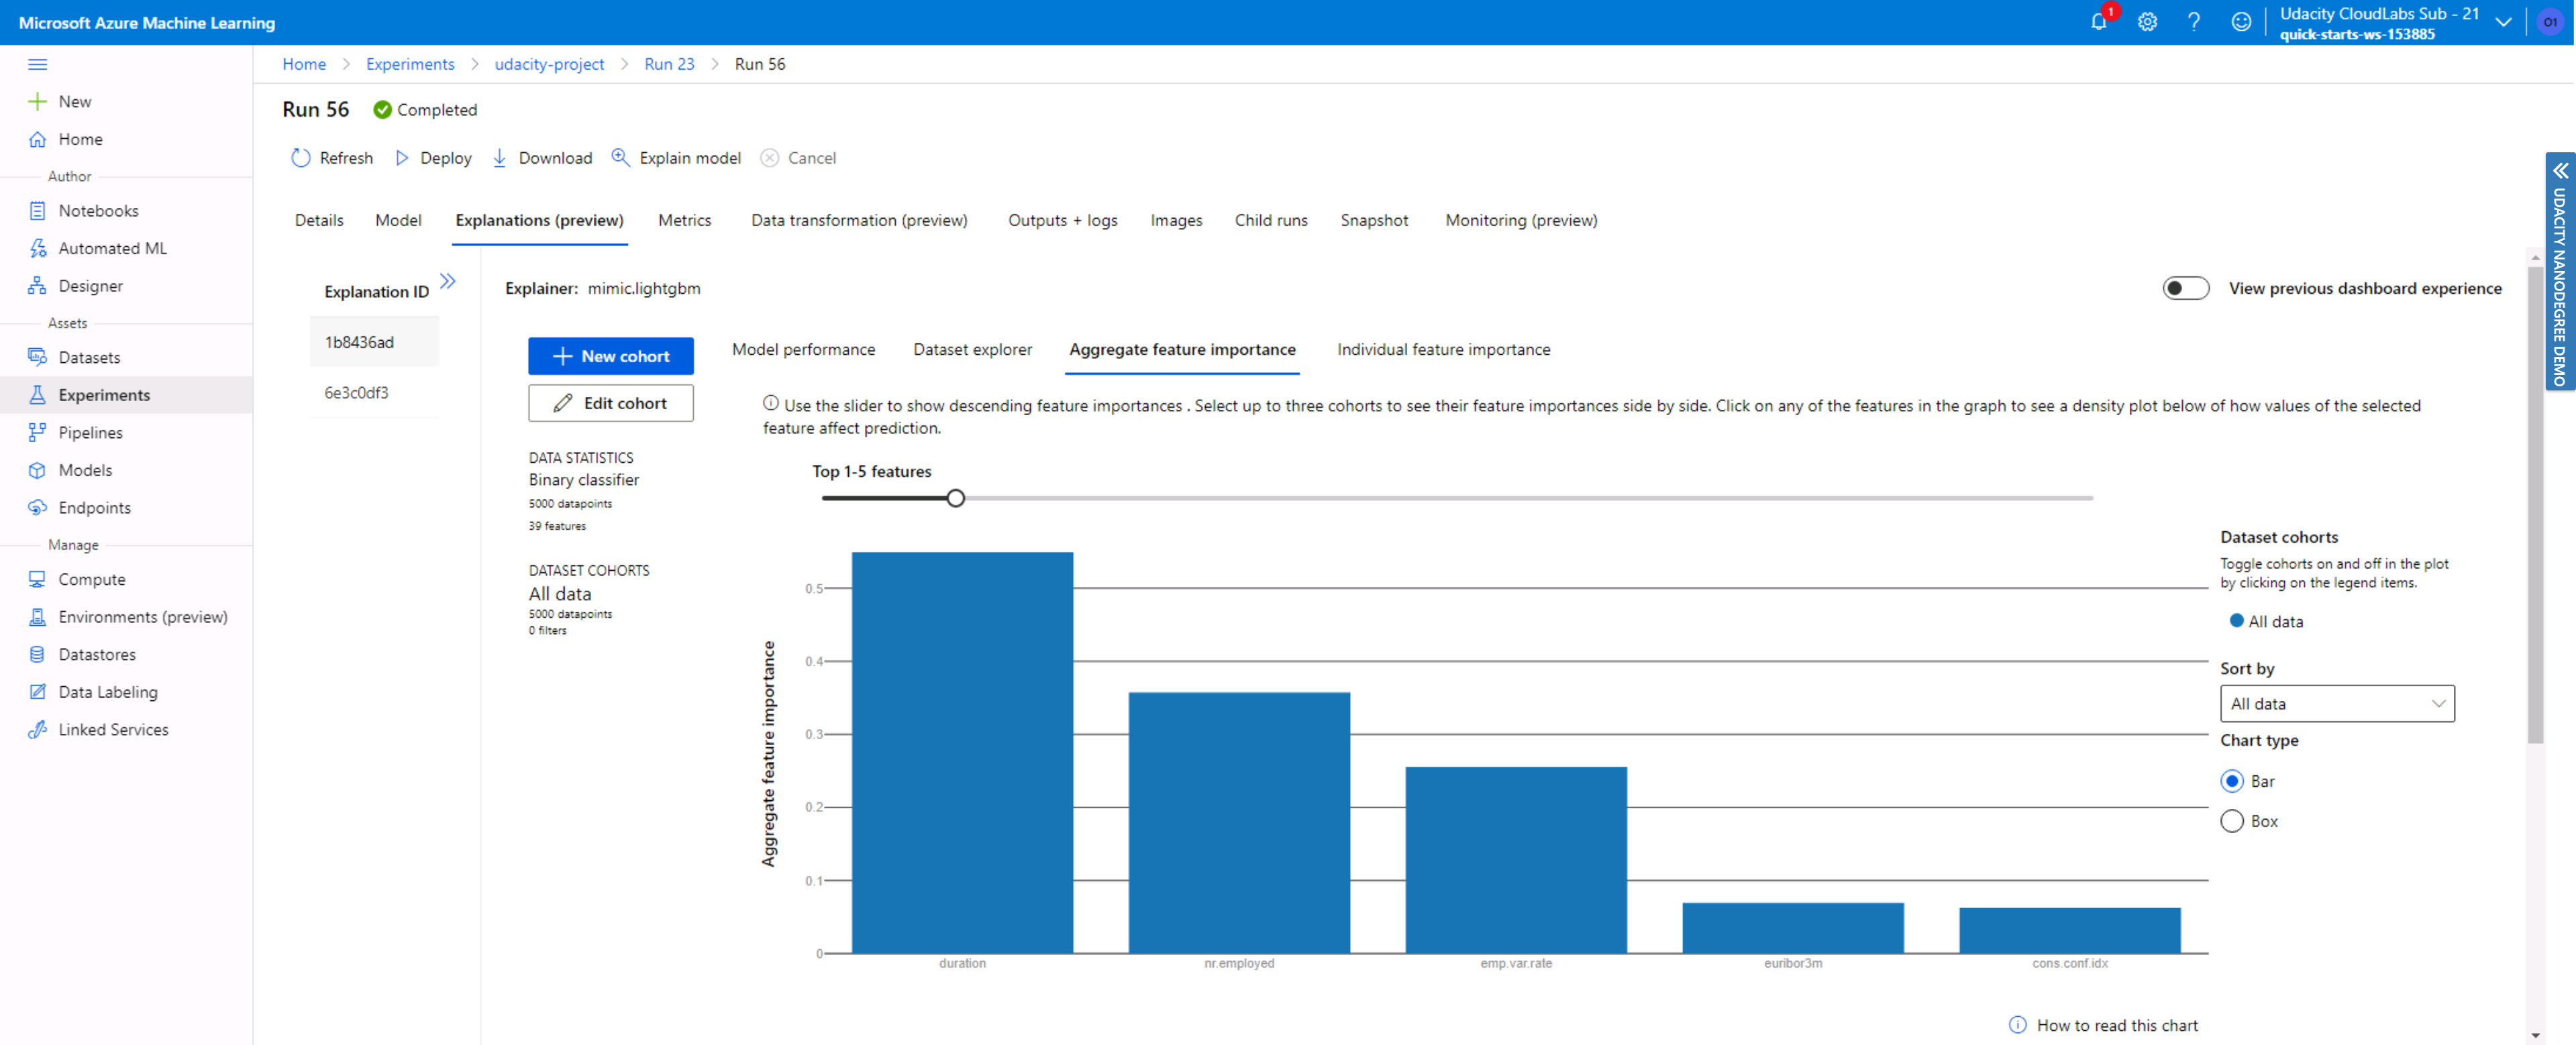 Microsoft Azure Machine Learning
1
Udacity CloudLabs Sub - 21
quick-starts-ws-153885
O1
Home > Experiments > udacity-project > Run 23 > Run 56
New
Home
Author
Notebooks
Automated ML
Designer
Assets
Datasets
Experiments
Pipelines
Models
Endpoints
Manage
Compute
Environments (preview)
Datastores
Data Labeling
Linked Services
Run 56 Completed
Refresh Deploy Download Explain model Cancel
Details Model Explanations (preview) Metrics Data transformation (preview) Outputs + logs Images Child runs Snapshot Monitoring (preview)
Explanation ID
1b8436ad
6e3c0df3
Explainer: mimic.lightgbm
View previous dashboard experience
New cohort
Edit cohort
DATA STATISTICS
Binary classifier
5000 datapoints
39 features
DATASET COHORTS
All data
5000 datapoints
0 filters
Model performance Dataset explorer Aggregate feature importance Individual feature importance
Use the slider to show descending feature importances . Select up to three cohorts to see their feature importances side by side. Click on any of the features in the graph to see a density plot below of how values of the selected
feature affect prediction.
Top 1-5 features
Aggregate feature importance
0.5
0.4
0.3
0.2
0.1
0
duration nr.employed emp.var.rate euribor3m cons.conf.idx
Dataset cohorts
Toggle cohorts on and off in the plot
by clicking on the legend items.
All data
Sort by
All data
Chart type
Bar
Box
How to read this chart
UDACITY NANODEGREE DEMO